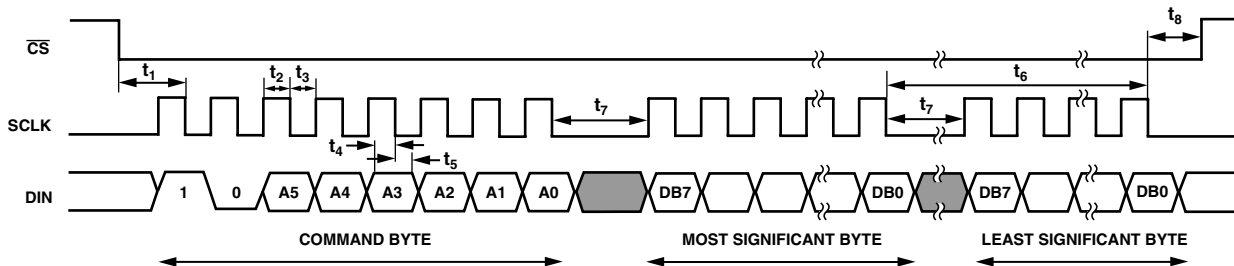 t8
CS
t1
t2 t3
t6
t7 t7
SCLK
t4
t5
DIN 1 0 A5 A4 A3 A2 A1 A0 DB7 DB0 DB7 DB0
COMMAND BYTE MOST SIGNIFICANT BYTE LEAST SIGNIFICANT BYTE